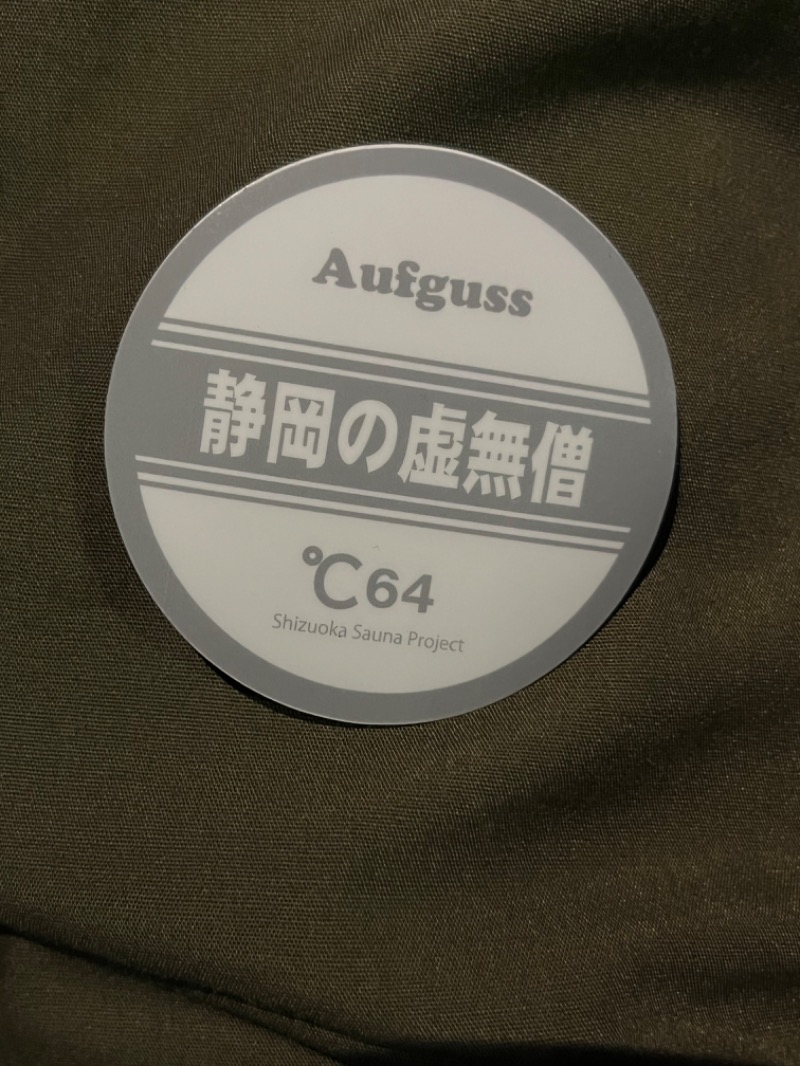 Aufguss
静岡の虚無僧
℃64
Shizuoka Sauna Project